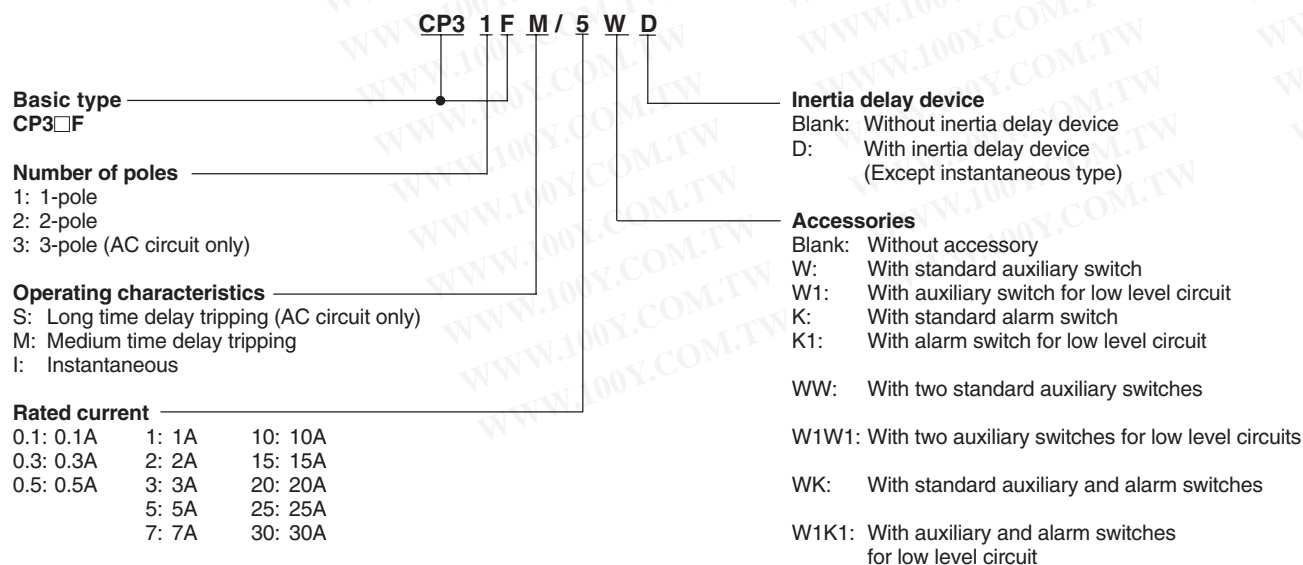 CP3 1 F M / 5 W D
Basic type
CP3□F
Number of poles
1: 1-pole
2: 2-pole
3: 3-pole (AC circuit only)
Operating characteristics
S: Long time delay tripping (AC circuit only)
M: Medium time delay tripping
I: Instantaneous
Rated current
0.1: 0.1A 1: 1A 10: 10A
0.3: 0.3A 2: 2A 15: 15A
0.5: 0.5A 3: 3A 20: 20A
5: 5A 25: 25A
7: 7A 30: 30A
Inertia delay device
Blank: Without inertia delay device
D: With inertia delay device
(Except instantaneous type)
Accessories
Blank: Without accessory
W: With standard auxiliary switch
W1: With auxiliary switch for low level circuit
K: With standard alarm switch
K1: With alarm switch for low level circuit
WW: With two standard auxiliary switches
W1W1: With two auxiliary switches for low level circuits
WK: With standard auxiliary and alarm switches
W1K1: With auxiliary and alarm switches
for low level circuit
WWW.100Y.COM.TW